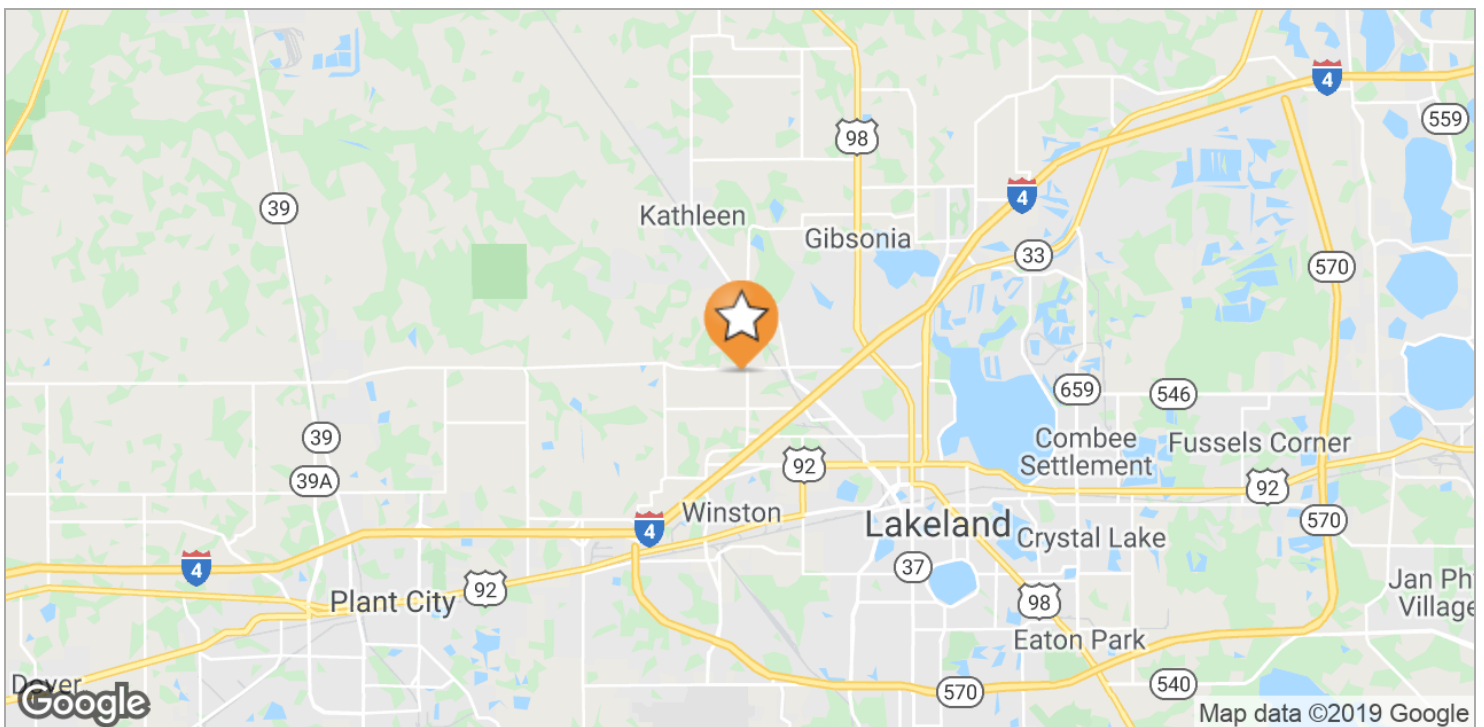 4
559
98
39
4
Kathleen
Gibsonia
33
570
659
546
39
Combee
Settlement
Fussels Corner
92
39A
92
Winston
4
Lakeland
Crystal Lake
570
4
37
Jan Ph
Village
92
Plant City
98
Eaton Park
Dover
540
570
Google
Map data ©2019 Google